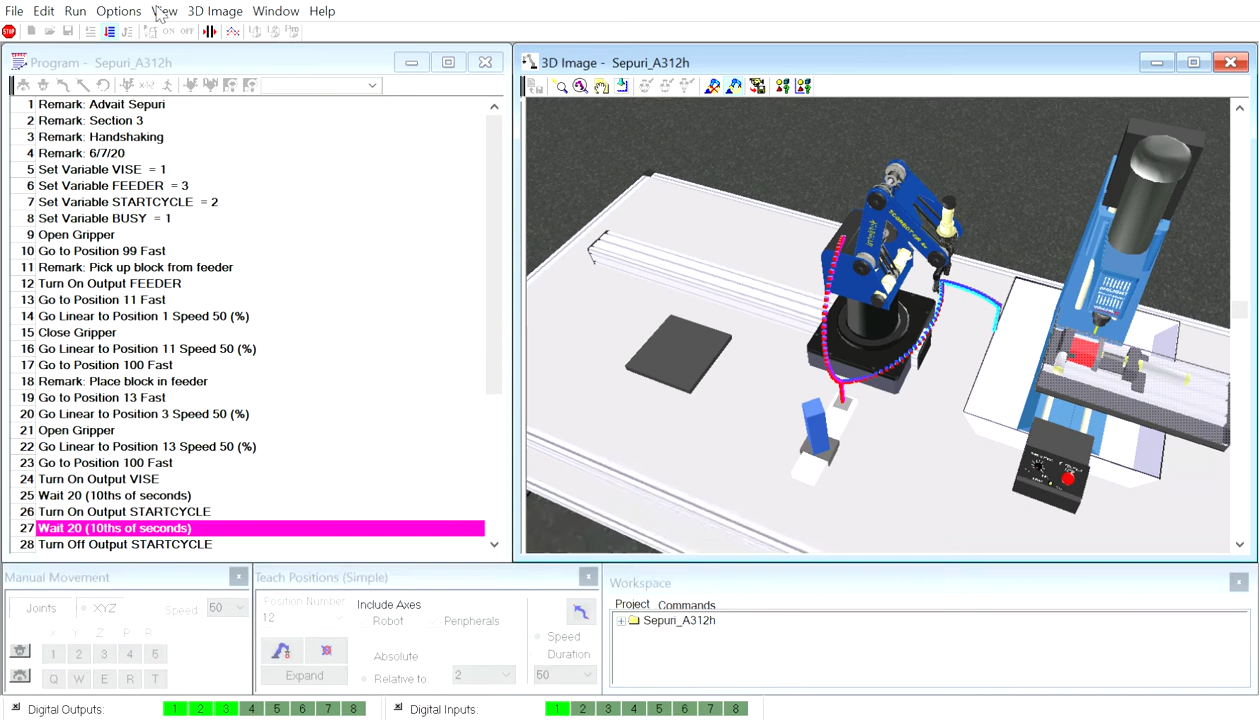 File Edit Run Options View 3D Image Window Help
ON OFF
Program - Sepuri_A312h
1 Remark: Advait Sepuri
2 Remark: Section 3
3 Remark: Handshaking
4 Remark: 6/7/20
5 Set Variable VISE = 1
6 Set Variable FEEDER = 3
7 Set Variable STARTCYCLE = 2
8 Set Variable BUSY = 1
9 Open Gripper
10 Go to Position 99 Fast
11 Remark: Pick up block from feeder
12 Turn On Output FEEDER
13 Go to Position 11 Fast
14 Go Linear to Position 1 Speed 50 (%)
15 Close Gripper
16 Go Linear to Position 11 Speed 50 (%)
17 Go to Position 100 Fast
18 Remark: Place block in feeder
19 Go to Position 13 Fast
20 Go Linear to Position 3 Speed 50 (%)
21 Open Gripper
22 Go Linear to Position 13 Speed 50 (%)
23 Go to Position 100 Fast
24 Turn On Output VISE
25 Wait 20 (10ths of seconds)
26 Turn On Output STARTCYCLE
27 Wait 20 (10ths of seconds)
28 Turn Off Output STARTCYCLE
3D Image - Sepuri_A312h
Manual Movement
Joints XYZ Speed 50
X Y Z P R
1 2 3 4 5
Q W E R T
Teach Positions (Simple)
Position Number
12
Include Axes
Robot Peripherals
Absolute
Relative to: 2
Expand
Speed
Duration
50
Workspace
Project Commands
Sepuri_A312h
Digital Outputs: 1 2 3 4 5 6 7 8
Digital Inputs: 1 2 3 4 5 6 7 8